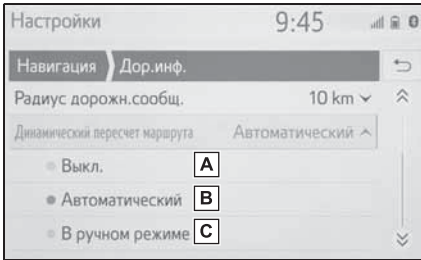 Настройки 9:45 0
Навигация Дор.инф.
Радиус дорожн.сообщ. 10 km
Динамический пересчет маршрута Автоматический
Выкл. A
Автоматический B
В ручном режиме C